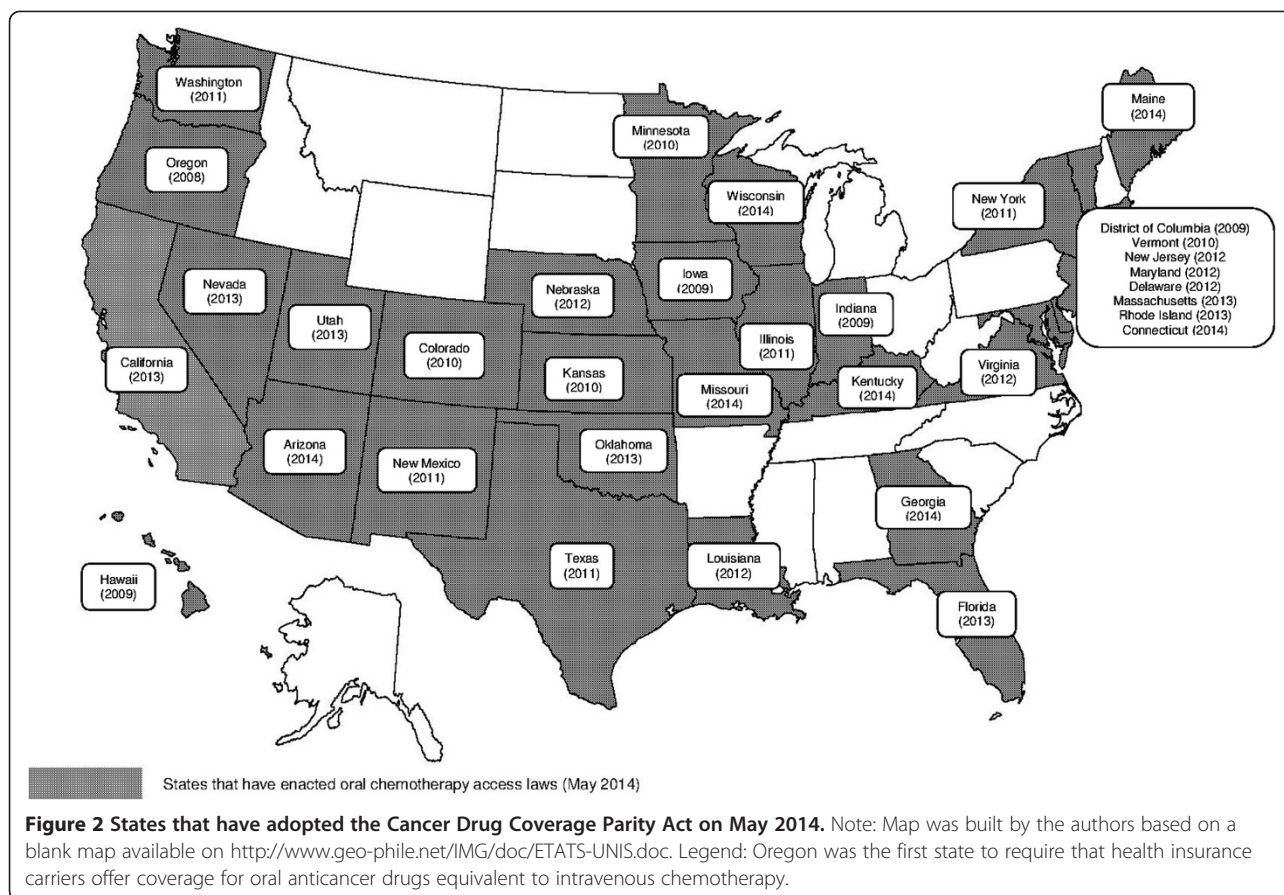 Washington
(2011)
Oregon
(2008)
Minnesota
(2010)
Maine
(2014)
Wisconsin
(2014)
New York
(2011)
District of Columbia (2009)
Vermont (2010)
New Jersey (2012
Maryland (2012)
Delaware (2012)
Massachusetts (2013)
Rhode Island (2013)
Connecticut (2014)
Nevada
(2013)
Utah
(2013)
Colorado
(2010)
Nebraska
(2012)
Iowa
(2009)
Illinois
(2011)
Indiana
(2009)
California
(2013)
Kansas
(2010)
Missouri
(2014)
Kentucky
(2014)
Virginia
(2012)
Arizona
(2014)
New Mexico
(2011)
Oklahoma
(2013)
Georgia
(2014)
Hawaii
(2009)
Texas
(2011)
Louisiana
(2012)
Florida
(2013)
States that have enacted oral chemotherapy access laws (May 2014)
Figure 2 States that have adopted the Cancer Drug Coverage Parity Act on May 2014. Note: Map was built by the authors based on a
blank map available on http://www.geo-phile.net/IMG/doc/ETATS-UNIS.doc. Legend: Oregon was the first state to require that health insurance
carriers offer coverage for oral anticancer drugs equivalent to intravenous chemotherapy.